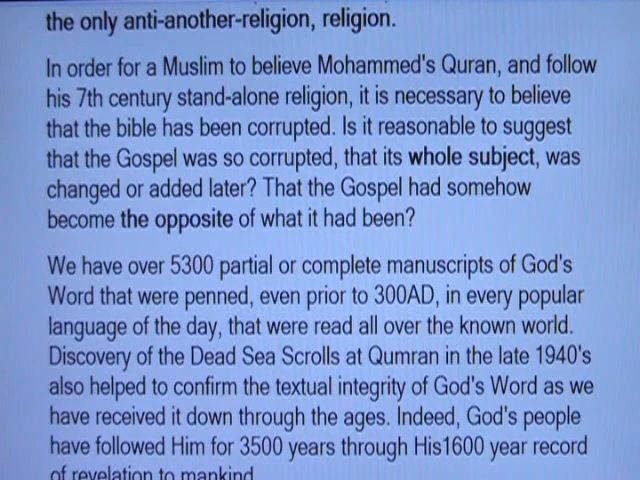 the only anti-another-religion, religion.
In order for a Muslim to believe Mohammed's Quran, and follow
his 7th century stand-alone religion, it is necessary to believe
that the bible has been corrupted. Is it reasonable to suggest
that the Gospel was so corrupted, that its whole subject, was
changed or added later? That the Gospel had somehow
become the opposite of what it had been?
We have over 5300 partial or complete manuscripts of God's
Word that were penned, even prior to 300AD, in every popular
language of the day, that were read all over the known world.
Discovery of the Dead Sea Scrolls at Qumran in the late 1940's
also helped to confirm the textual integrity of God's Word as we
have received it down through the ages. Indeed, God's people
have followed Him for 3500 years through His1600 year record
of revelation to mankind